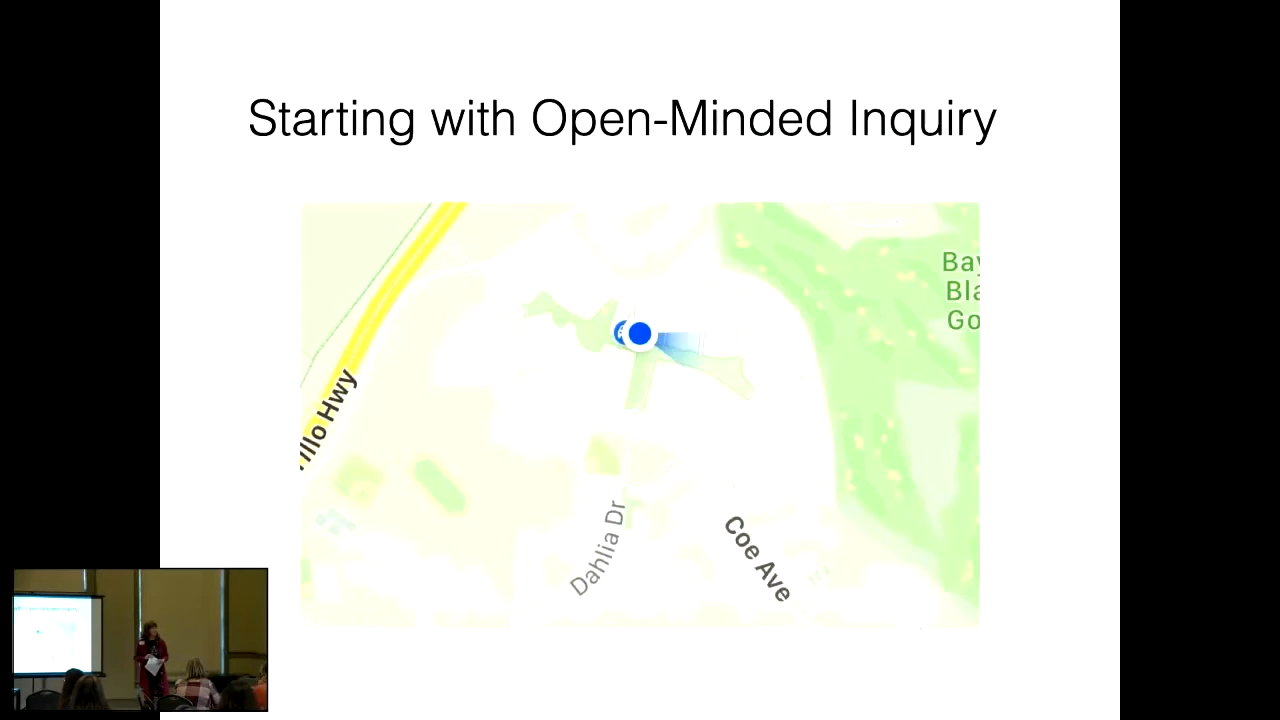 Starting with Open-Minded Inquiry
Bay
Bla
Go
illo Hwy
Dahlia Dr
Coe Ave